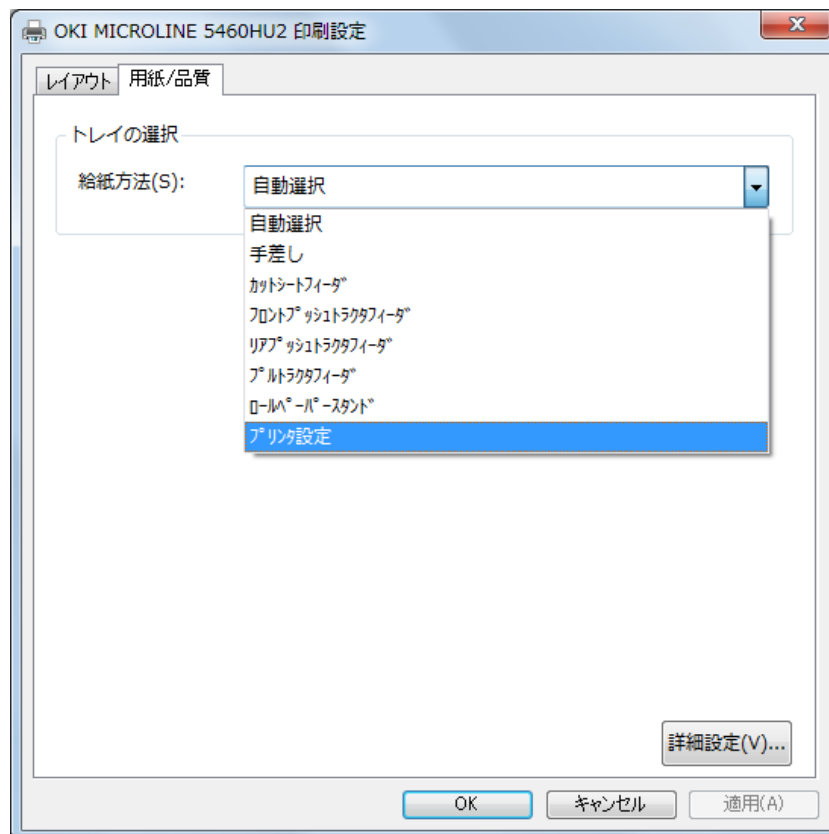 OKI MICROLINE 5460HU2 印刷設定
レイアウト 用紙/品質
トレイの選択
給紙方法(S): 自動選択
自動選択
手差し
ｶｯﾄｼｰﾄﾌｨｰﾀﾞ
ﾌﾛﾝﾄﾌﾟｯｼｭﾄﾗｸﾀﾌｨｰﾀﾞ
ﾘｱﾌﾟｯｼｭﾄﾗｸﾀﾌｨｰﾀﾞ
ﾌﾟﾙﾄﾗｸﾀﾌｨｰﾀﾞ
ﾛｰﾙﾍﾟｰﾊﾟｰｽﾀﾝﾄﾞ
ﾌﾟﾘﾝﾀ設定
詳細設定(V)...
OK キャンセル 適用(A)